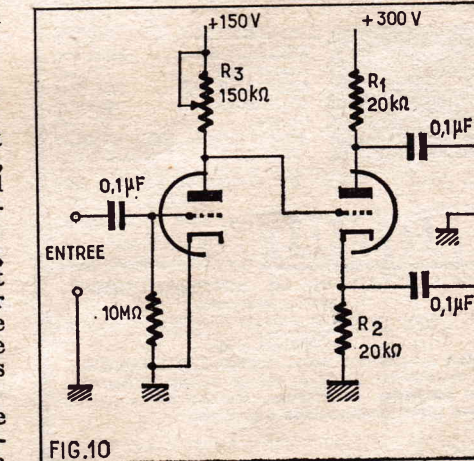 +150V
+300V
R3
150kΩ
R1
20kΩ
0,1µF
0,1µF
ENTREE
10MΩ
0,1µF
R2
20kΩ
FIG.10